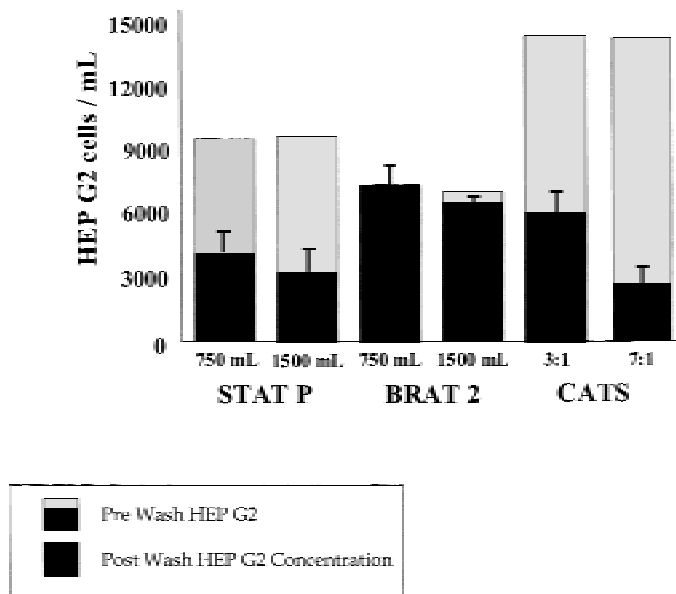 HEP G2 cells / mL
15000
12000
9000
6000
3000
0
750 mL 1500 mL 750 mL 1500 mL 3:1 7:1
STAT P BRAT 2 CATS
Pre Wash HEP G2
Post Wash HEP G2 Concentration